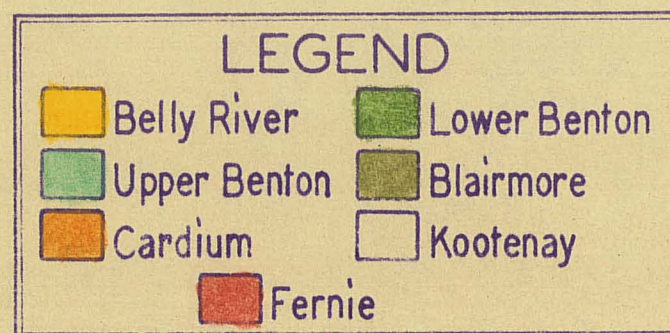 LEGEND
Belly River
Lower Benton
Upper Benton
Blairmore
Cardium
Kootenay
Fernie